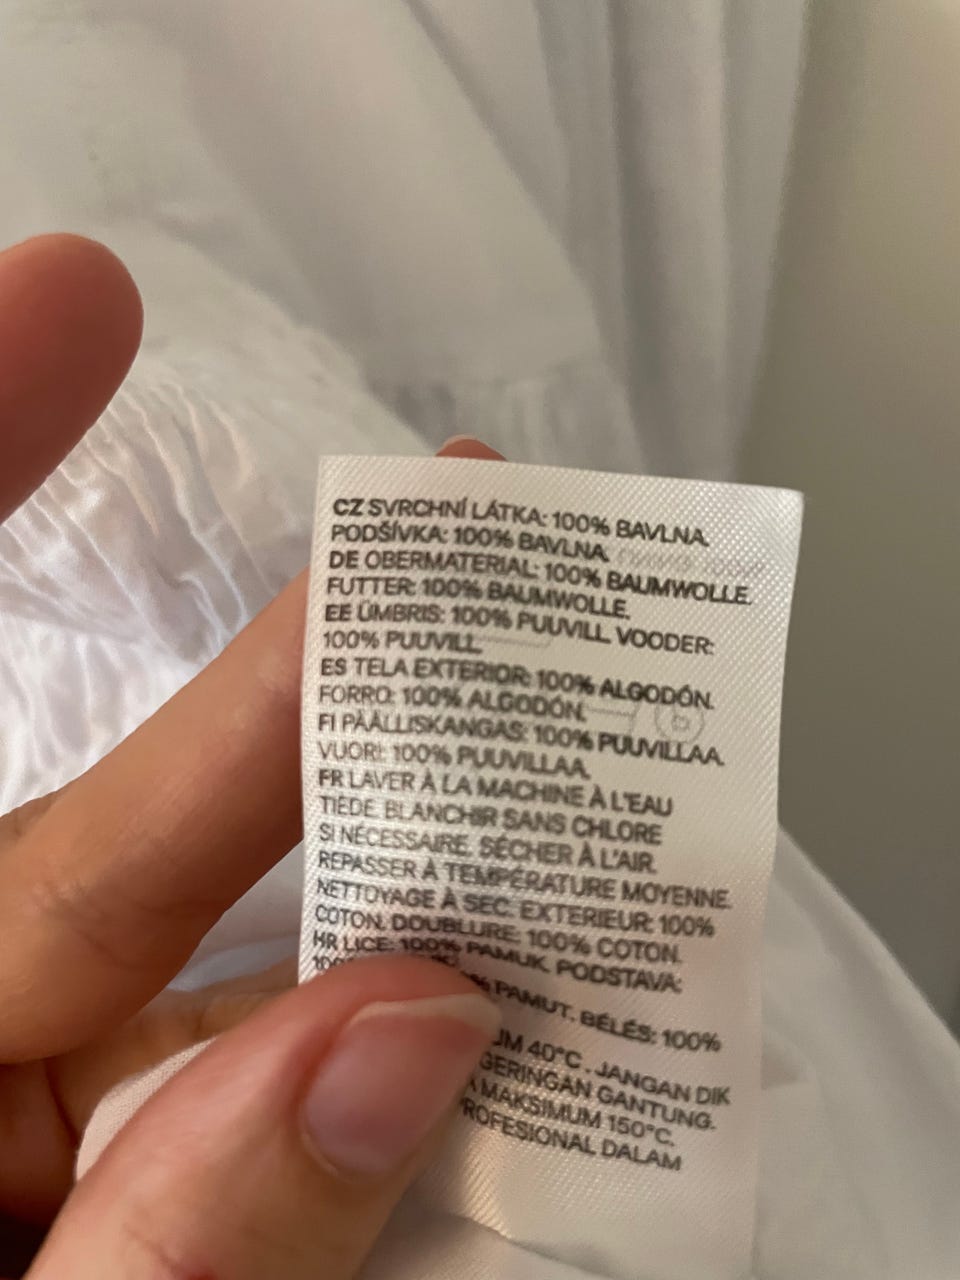 CZ SVRCHNÍ LÁTKA: 100% BAVLNA.
PODŠÍVKA: 100% BAVLNA.
DE OBERMATERIAL: 100% BAUMWOLLE.
FUTTER: 100% BAUMWOLLE.
EE ÜMBRIS: 100% PUUVILL. VOODER:
100% PUUVILL.
ES TELA EXTERIOR: 100% ALGODÓN.
FORRO: 100% ALGODÓN.
FI PÄÄLLISKANGAS: 100% PUUVILLAA.
VUORI: 100% PUUVILLAA.
FR LAVER À LA MACHINE À L'EAU
TIÈDE. BLANCHIR SANS CHLORE
SI NÉCESSAIRE. SÉCHER À L'AIR.
REPASSER À TEMPÉRATURE MOYENNE.
NETTOYAGE À SEC. EXTERIEUR: 100%
COTON. DOUBLURE: 100% COTON.
HR LICE: 100% PAMUK. PODSTAVA:
PAMUT. BÉLÉS: 100%
40°C . JANGAN DIK
GERINGAN GANTUNG.
MAKSIMUM 150°C.
DALAM